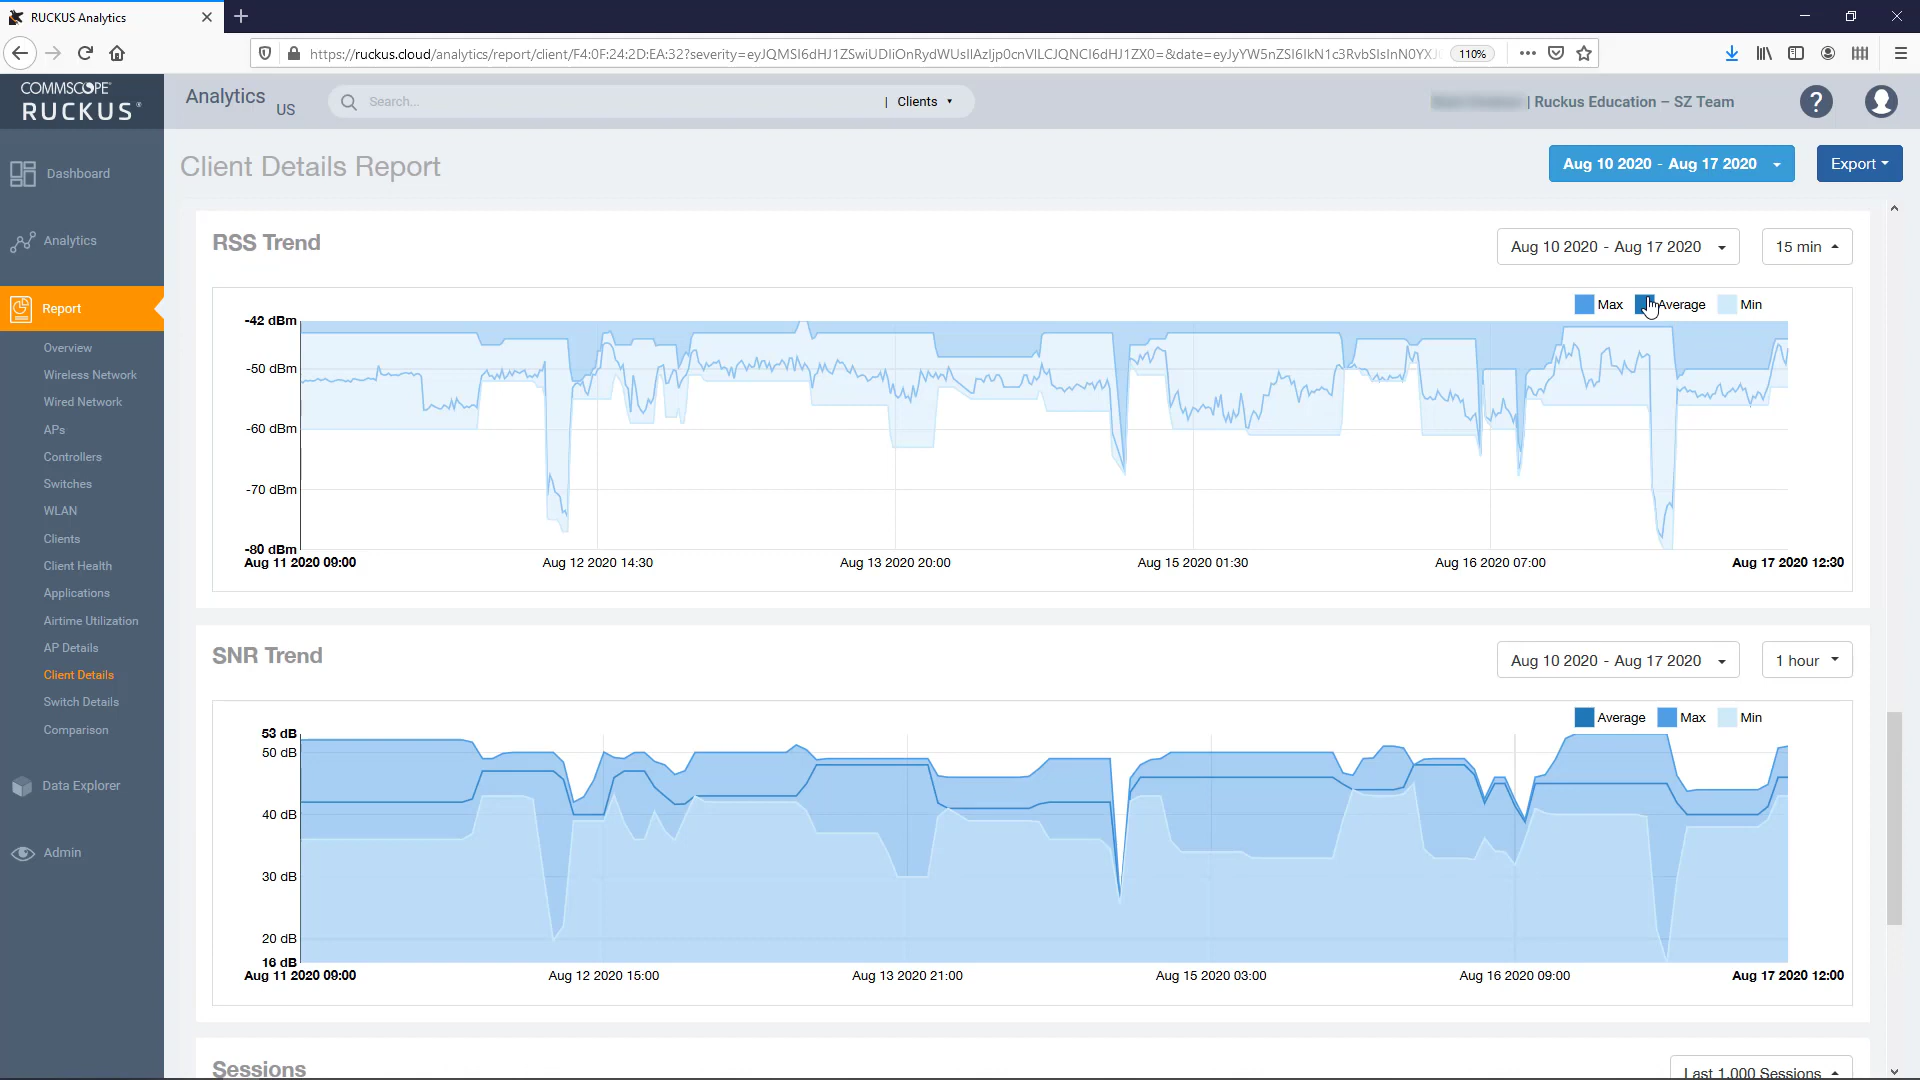 RUCKUS Analytics
https://ruckus.cloud/analytics/report/client/F4:0F:24:2D:EA:32?severity=eyJQMSI6dHJ1ZSwiUDIiOnRydWUsIlAzIjp0cnVlLCJQNCI6dHJ1ZX0=&date=eyJyYW5nZSI6IkN1c3RvbSIsInN0YXJ
110%
COMMSCOPE
RUCKUS
Analytics US
Search...
| Clients
| Ruckus Education – SZ Team
?
Client Details Report
Aug 10 2020 - Aug 17 2020
Export
Dashboard
Analytics
Report
Overview
Wireless Network
Wired Network
APs
Controllers
Switches
WLAN
Clients
Client Health
Applications
Airtime Utilization
AP Details
Client Details
Switch Details
Comparison
Data Explorer
Admin
RSS Trend
Aug 10 2020 - Aug 17 2020
15 min
Max Average Min
-42 dBm
-50 dBm
-60 dBm
-70 dBm
-80 dBm
Aug 11 2020 09:00 Aug 12 2020 14:30 Aug 13 2020 20:00 Aug 15 2020 01:30 Aug 16 2020 07:00 Aug 17 2020 12:30
SNR Trend
Aug 10 2020 - Aug 17 2020
1 hour
Average Max Min
53 dB
50 dB
40 dB
30 dB
20 dB
16 dB
Aug 11 2020 09:00 Aug 12 2020 15:00 Aug 13 2020 21:00 Aug 15 2020 03:00 Aug 16 2020 09:00 Aug 17 2020 12:00
Sessions
Last 1,000 Sessions